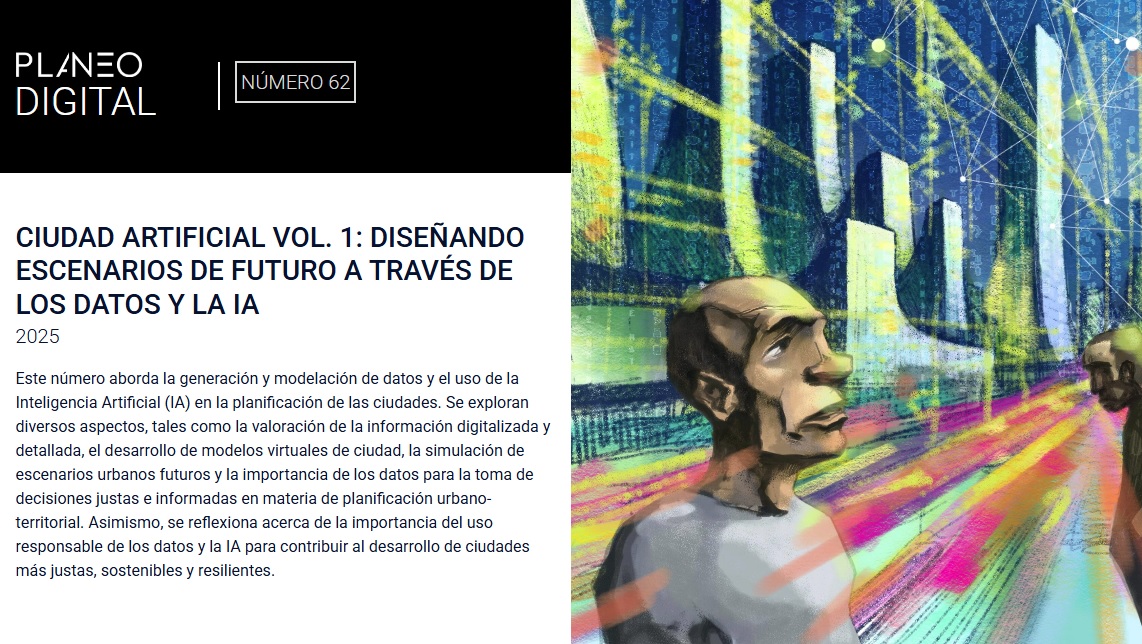 PLANEO
DIGITAL
NÚMERO 62
CIUDAD ARTIFICIAL VOL. 1: DISEÑANDO
ESCENARIOS DE FUTURO A TRAVÉS DE
LOS DATOS Y LA IA
2025
Este número aborda la generación y modelación de datos y el uso de la
Inteligencia Artificial (IA) en la planificación de las ciudades. Se exploran
diversos aspectos, tales como la valoración de la información digitalizada y
detallada, el desarrollo de modelos virtuales de ciudad, la simulación de
escenarios urbanos futuros y la importancia de los datos para la toma de
decisiones justas e informadas en materia de planificación urbano-
territorial. Asimismo, se reflexiona acerca de la importancia del uso
responsable de los datos y la IA para contribuir al desarrollo de ciudades
más justas, sostenibles y resilientes.